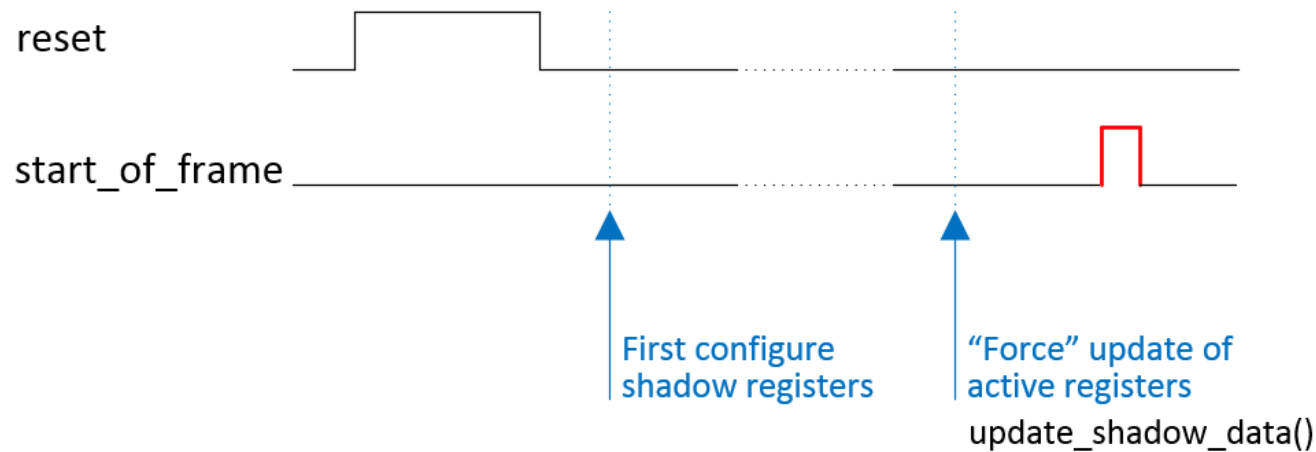 reset
start_of_frame
First configure
shadow registers
“Force” update of
active registers
update_shadow_data()